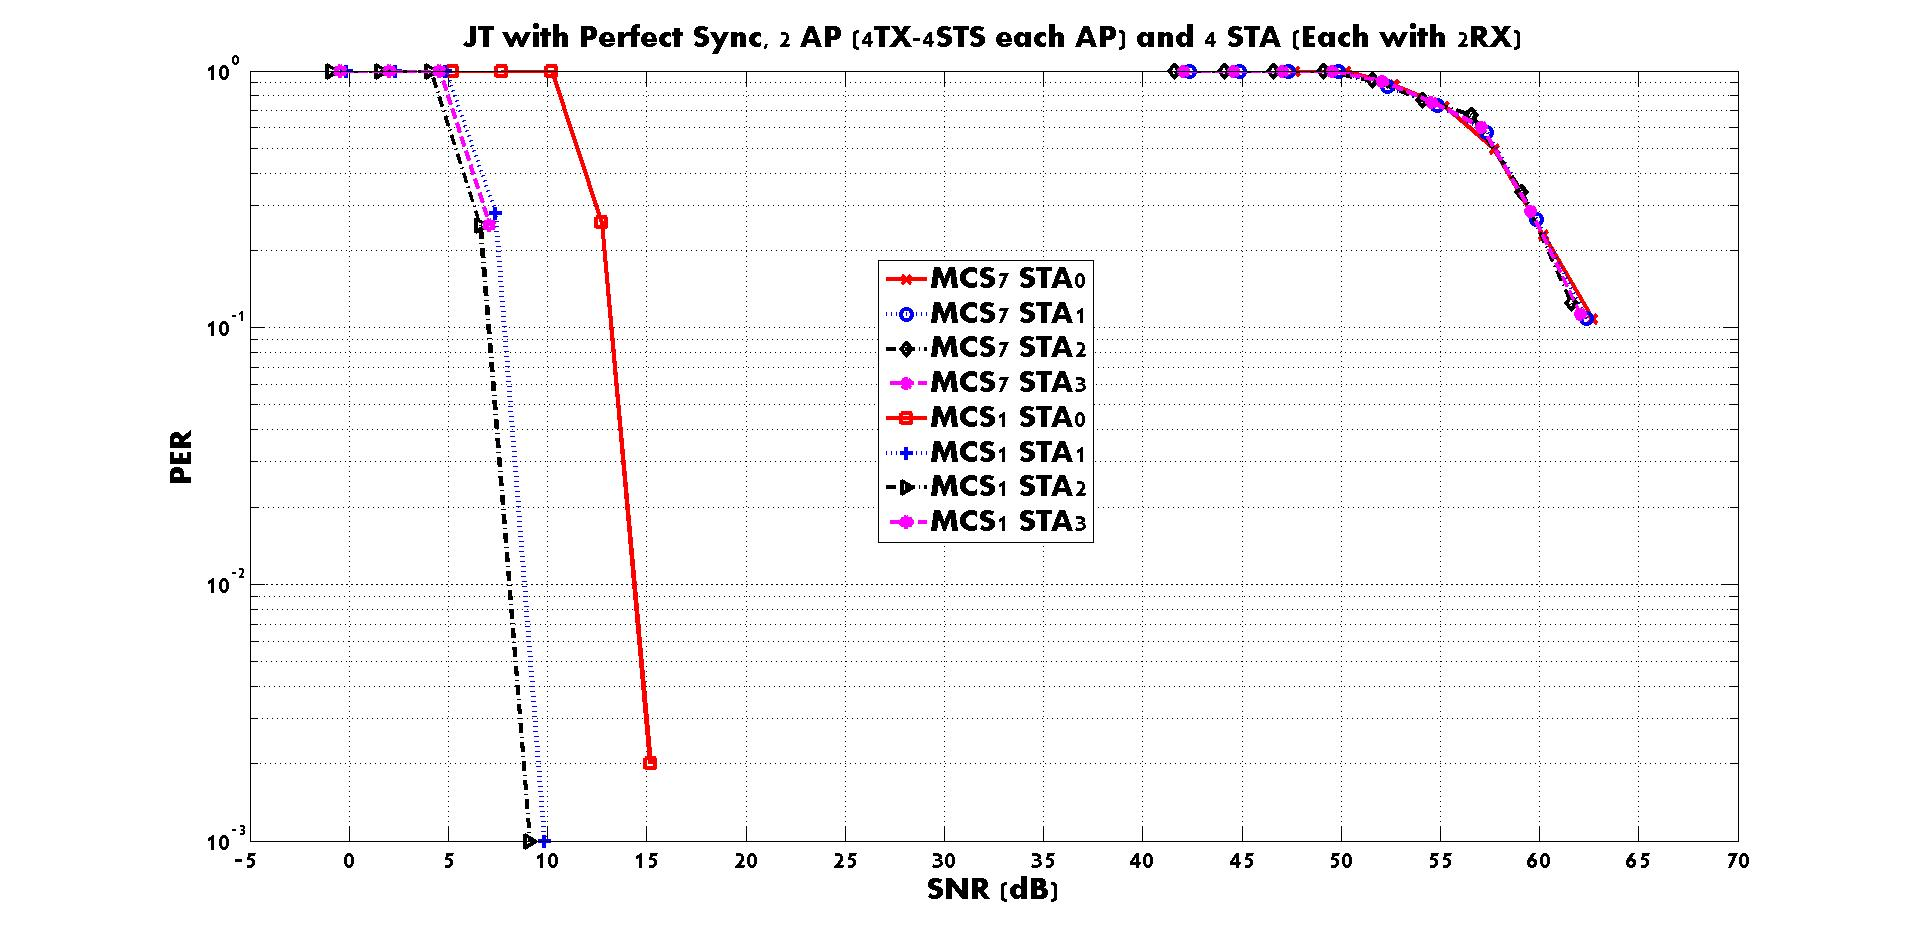 JT with Perfect Sync, 2 AP (4TX-4STS each AP) and 4 STA (Each with 2RX)
10^0
10^-1
10^-2
10^-3
PER
MCS7 STA0
MCS7 STA1
MCS7 STA2
MCS7 STA3
MCS1 STA0
MCS1 STA1
MCS1 STA2
MCS1 STA3
-5 0 5 10 15 20 25 30 35 40 45 50 55 60 65 70
SNR (dB)